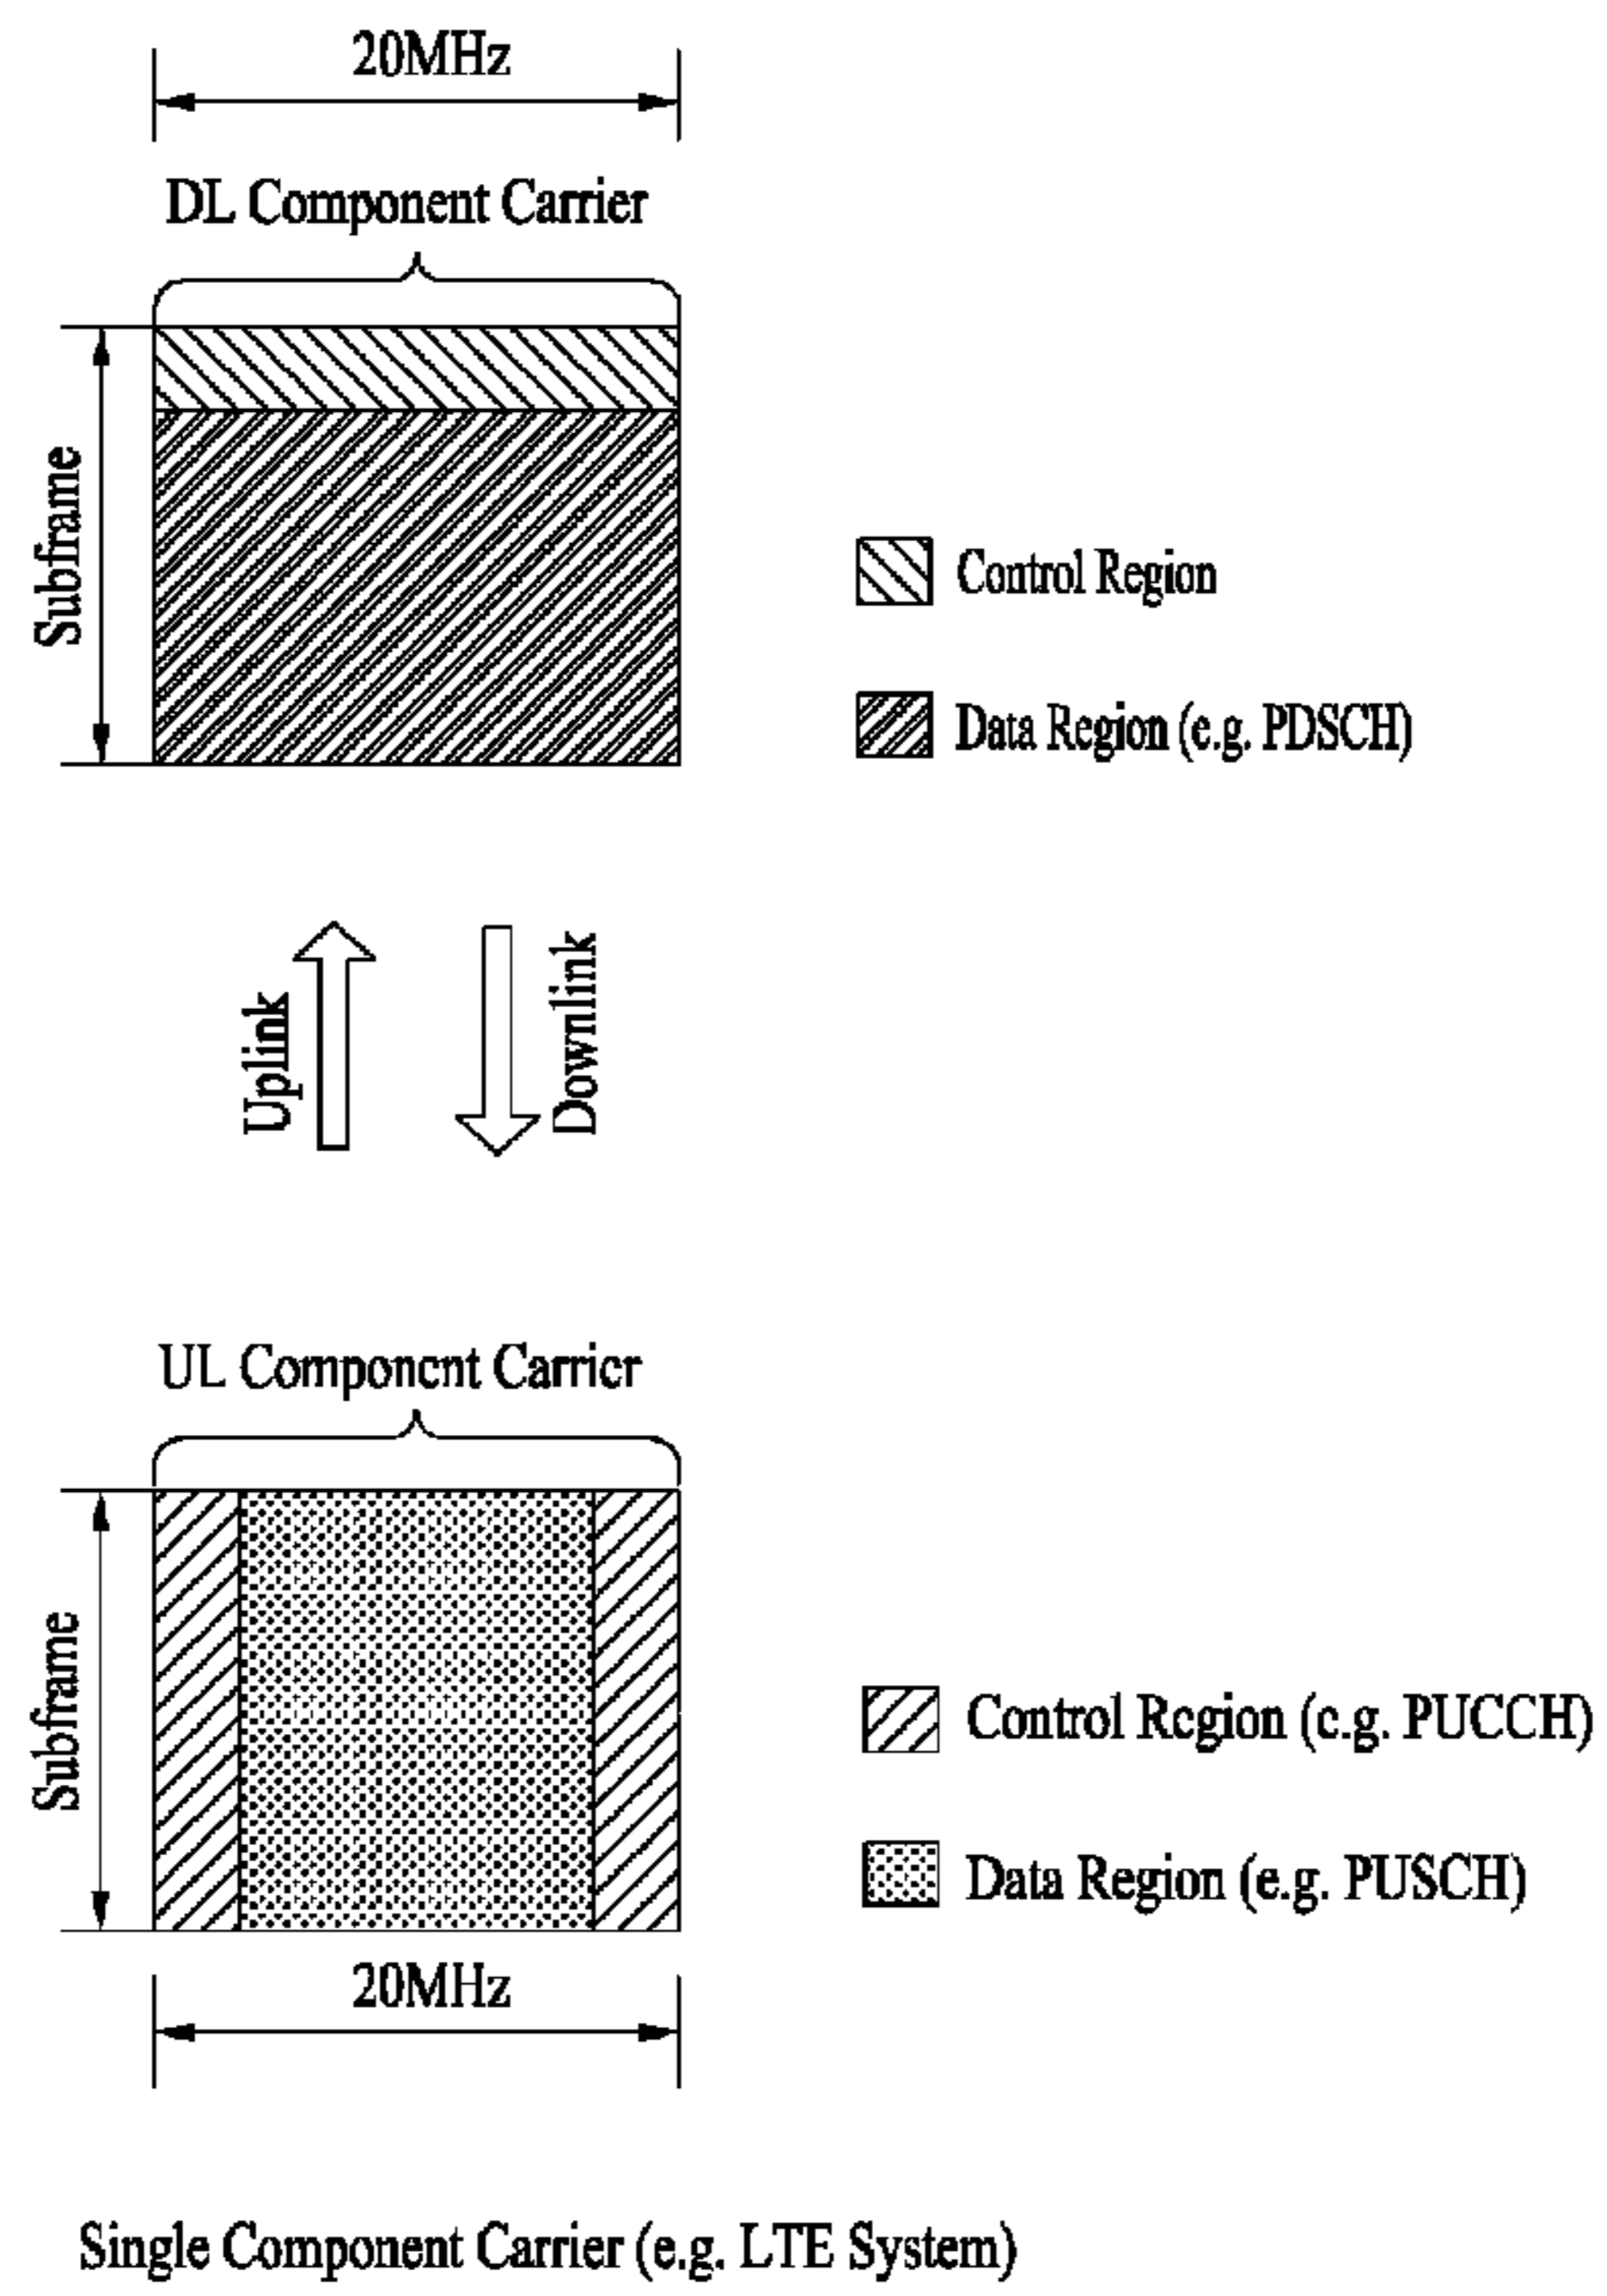 20MHz
DL Component Carrier
Subframe
Control Region
Data Region (e.g. PDSCH)
Uplink
Downlink
UL Component Carrier
Subframe
Control Region (e.g. PUCCH)
Data Region (e.g. PUSCH)
20MHz
Single Component Carrier (e.g. LTE System)